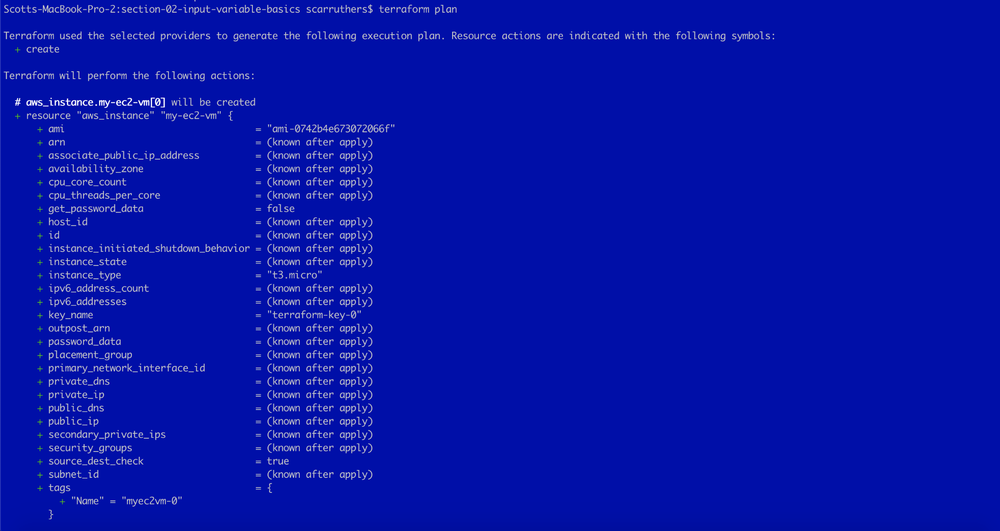 Scotts-MacBook-Pro-2:section-02-input-variable-basics scarruthers$ terraform plan
Terraform used the selected providers to generate the following execution plan. Resource actions are indicated with the following symbols:
+ create
Terraform will perform the following actions:
# aws_instance.my-ec2-vm[0] will be created
+ resource "aws_instance" "my-ec2-vm" {
+ ami = "ami-0742b4e673072066f"
+ arn = (known after apply)
+ associate_public_ip_address = (known after apply)
+ availability_zone = (known after apply)
+ cpu_core_count = (known after apply)
+ cpu_threads_per_core = (known after apply)
+ get_password_data = false
+ host_id = (known after apply)
+ id = (known after apply)
+ instance_initiated_shutdown_behavior = (known after apply)
+ instance_state = (known after apply)
+ instance_type = "t3.micro"
+ ipv6_address_count = (known after apply)
+ ipv6_addresses = (known after apply)
+ key_name = "terraform-key-0"
+ outpost_arn = (known after apply)
+ password_data = (known after apply)
+ placement_group = (known after apply)
+ primary_network_interface_id = (known after apply)
+ private_dns = (known after apply)
+ private_ip = (known after apply)
+ public_dns = (known after apply)
+ public_ip = (known after apply)
+ secondary_private_ips = (known after apply)
+ security_groups = (known after apply)
+ source_dest_check = true
+ subnet_id = (known after apply)
+ tags = {
+ "Name" = "myec2vm-0"
}